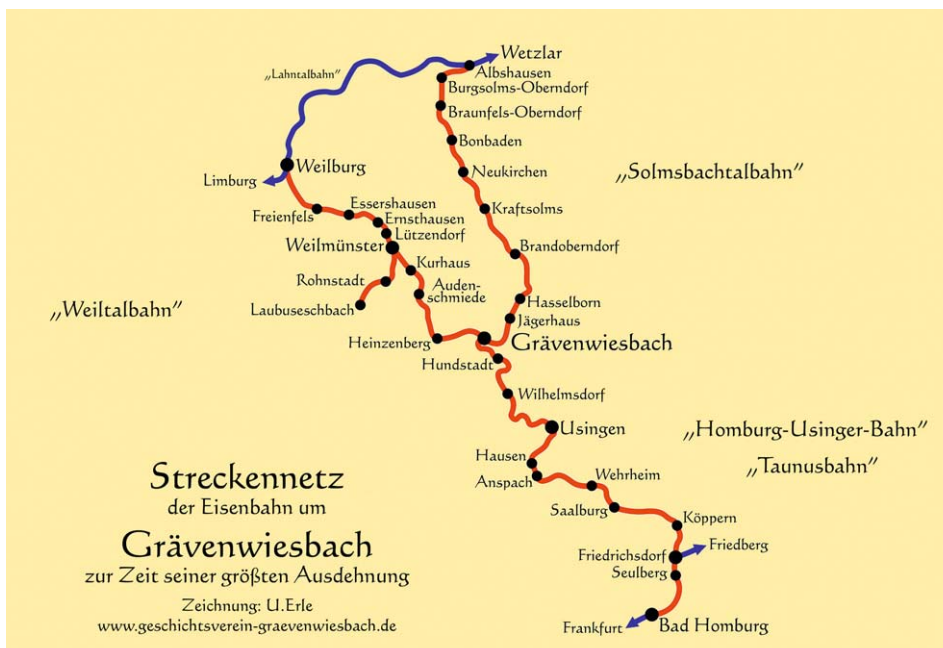 Wetzlar
„Lahntalbahn"
Albshausen
Burgsolms-Oberndorf
Braunfels-Oberndorf
Bonbaden
Weilburg
Neukirchen
„Solmsbachtalbahn"
Limburg
Essershausen
Kraftsolms
Freienfels
Ernsthausen
Lützendorf
Weilmünster
Brandoberndorf
Kurhaus
Rohnstadt
Auden-
schmiede
Hasselborn
„Weiltalbahn"
Laubuseschbach
Jägerhaus
Heinzenberg
Grävenwiesbach
Hundstadt
Wilhelmsdorf
Usingen
„Homburg-Usinger-Bahn"
„Taunusbahn"
Hausen
Wehrheim
Anspach
Saalburg
Köppern
Friedberg
Friedrichsdorf
Seulberg
Frankfurt
Bad Homburg
Streckennetz
der Eisenbahn um
Grävenwiesbach
zur Zeit seiner größten Ausdehnung
Zeichnung: U.Erle
www.geschichtsverein-graevenwiesbach.de